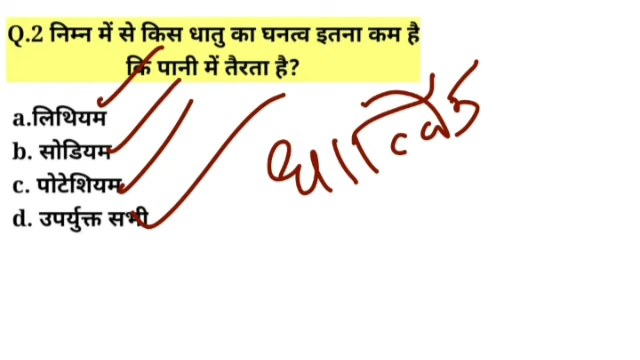 Q.2 निम्न में से किस धातु का घनत्व इतना कम है
कि पानी में तैरता है?
a.लिथियम
b. सोडियम
c. पोटेशियम
d. उपर्युक्त सभी